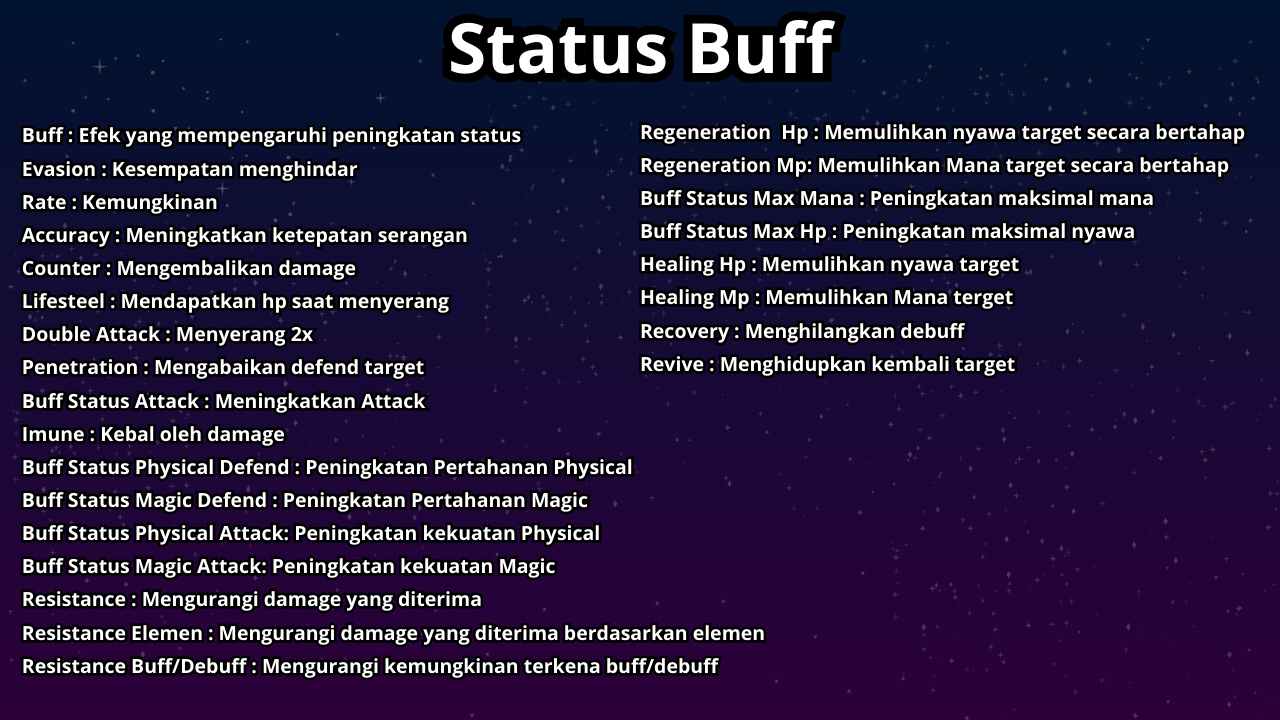 Status Buff
Buff : Efek yang mempengaruhi peningkatan status
Evasion : Kesempatan menghindar
Rate : Kemungkinan
Accuracy : Meningkatkan ketepatan serangan
Counter : Mengembalikan damage
Lifesteel : Mendapatkan hp saat menyerang
Double Attack : Menyerang 2x
Penetration : Mengabaikan defend target
Buff Status Attack : Meningkatkan Attack
Imune : Kebal oleh damage
Buff Status Physical Defend : Peningkatan Pertahanan Physical
Buff Status Magic Defend : Peningkatan Pertahanan Magic
Buff Status Physical Attack: Peningkatan kekuatan Physical
Buff Status Magic Attack: Peningkatan kekuatan Magic
Resistance : Mengurangi damage yang diterima
Resistance Elemen : Mengurangi damage yang diterima berdasarkan elemen
Resistance Buff/Debuff : Mengurangi kemungkinan terkena buff/debuff
Regeneration  Hp : Memulihkan nyawa target secara bertahap
Regeneration Mp: Memulihkan Mana target secara bertahap
Buff Status Max Mana : Peningkatan maksimal mana
Buff Status Max Hp : Peningkatan maksimal nyawa
Healing Hp : Memulihkan nyawa target
Healing Mp : Memulihkan Mana terget
Recovery : Menghilangkan debuff
Revive : Menghidupkan kembali target